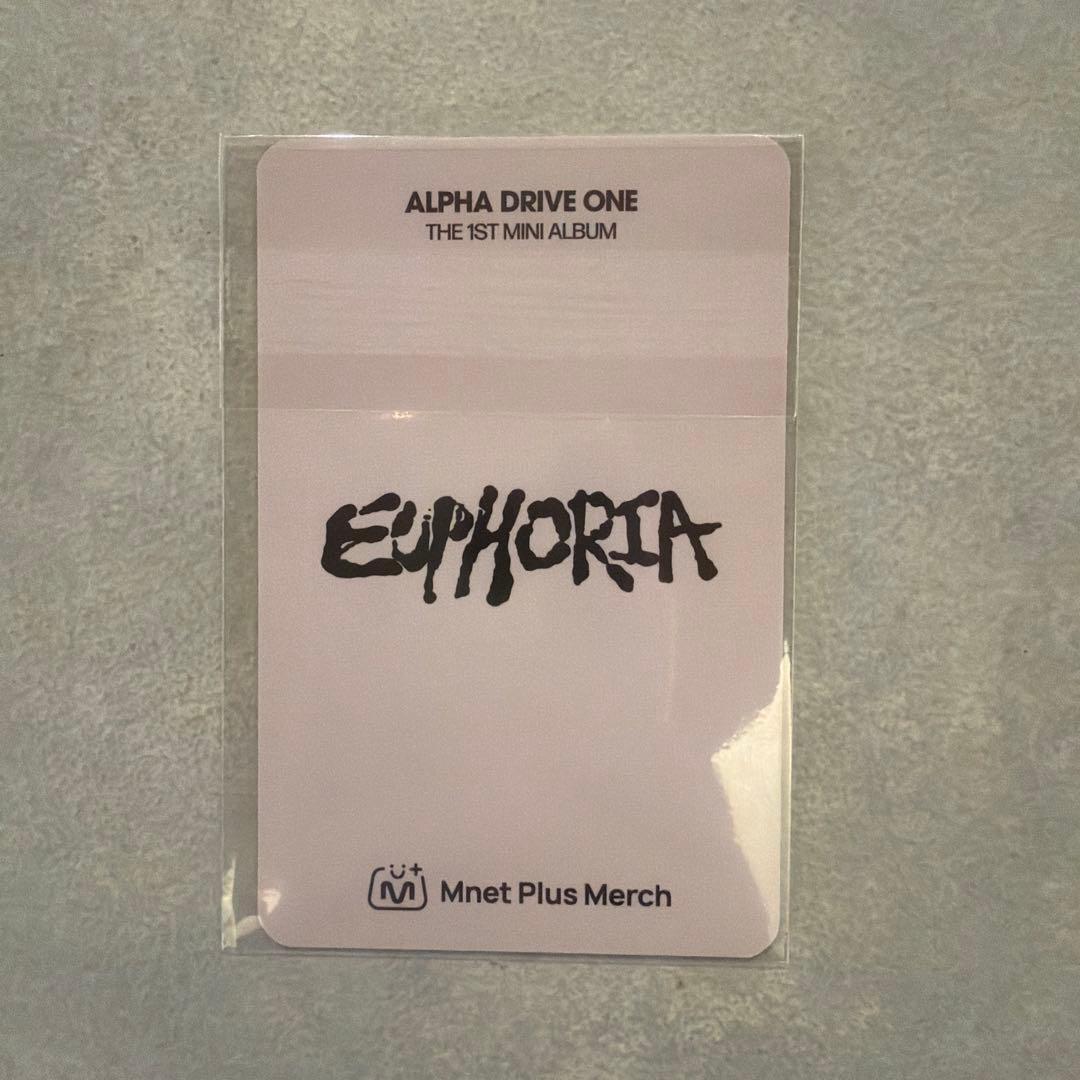 ALPHA DRIVE ONE
THE 1ST MINI ALBUM
EUPHORIA
Mnet Plus Merch